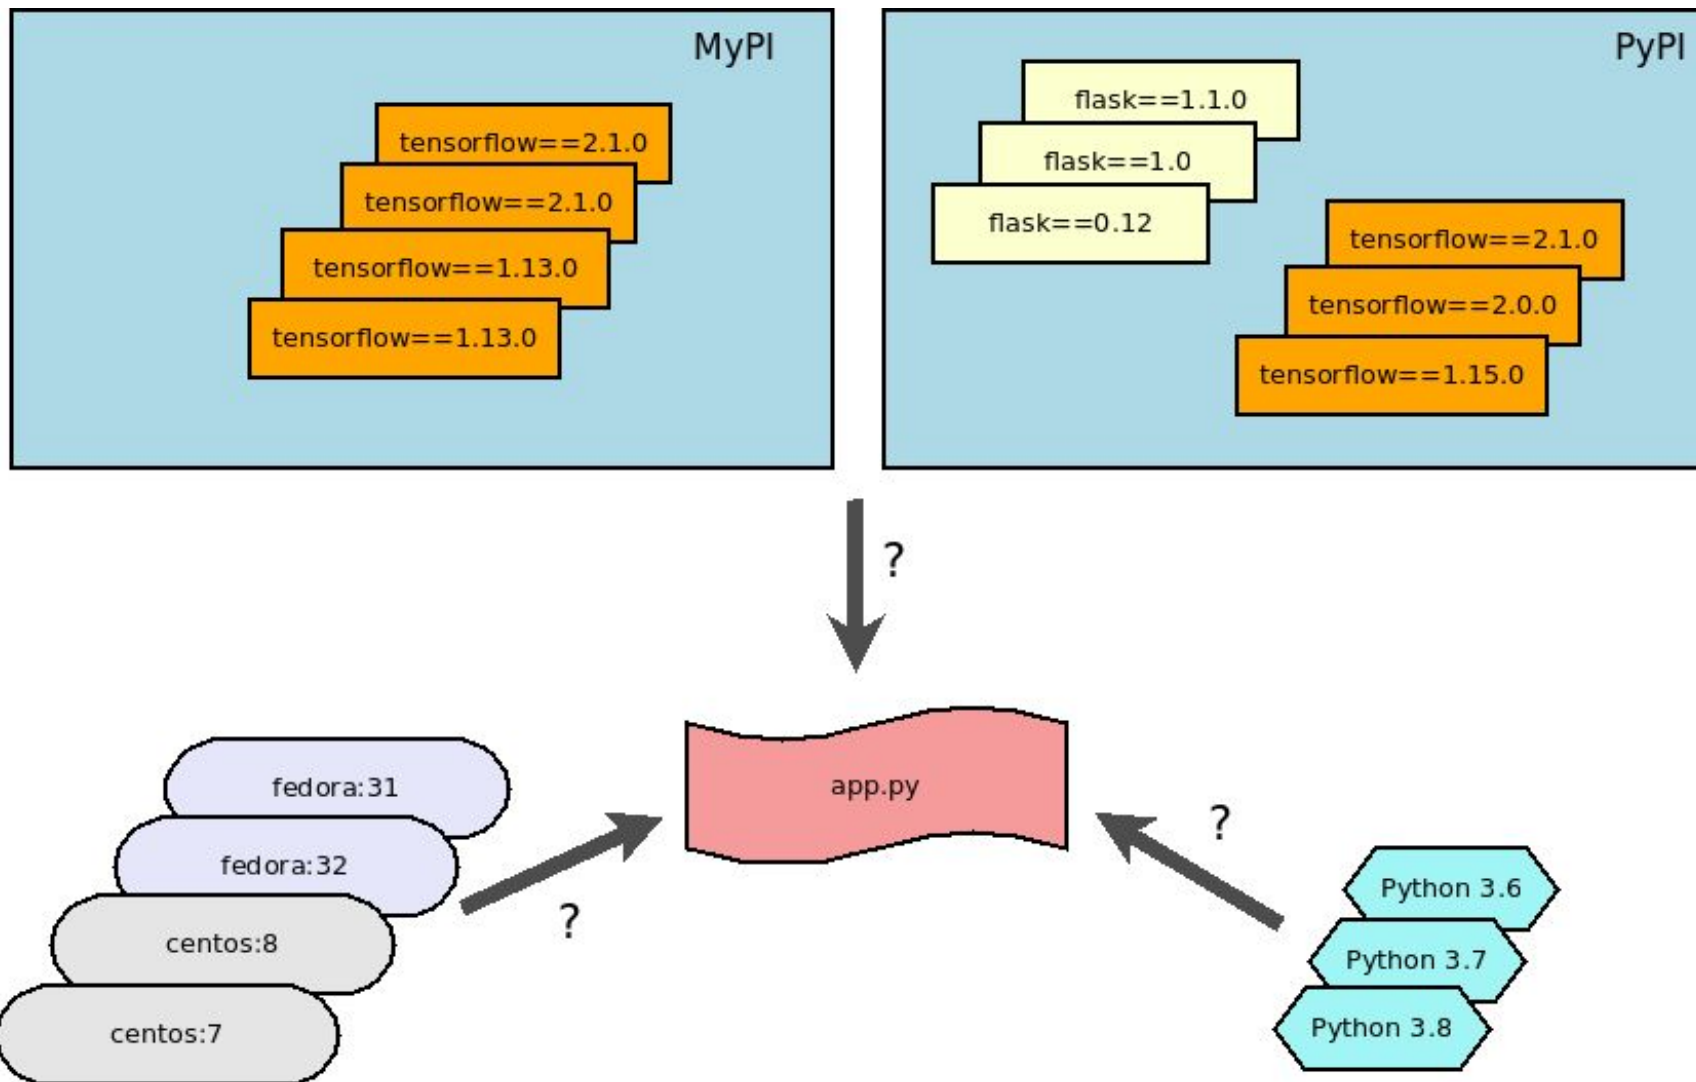 MyPI
tensorflow==2.1.0
tensorflow==2.1.0
tensorflow==1.13.0
tensorflow==1.13.0
PyPI
flask==1.1.0
flask==1.0
flask==0.12
tensorflow==2.1.0
tensorflow==2.0.0
tensorflow==1.15.0
?
app.py
fedora:31
fedora:32
centos:8
centos:7
?
?
Python 3.6
Python 3.7
Python 3.8